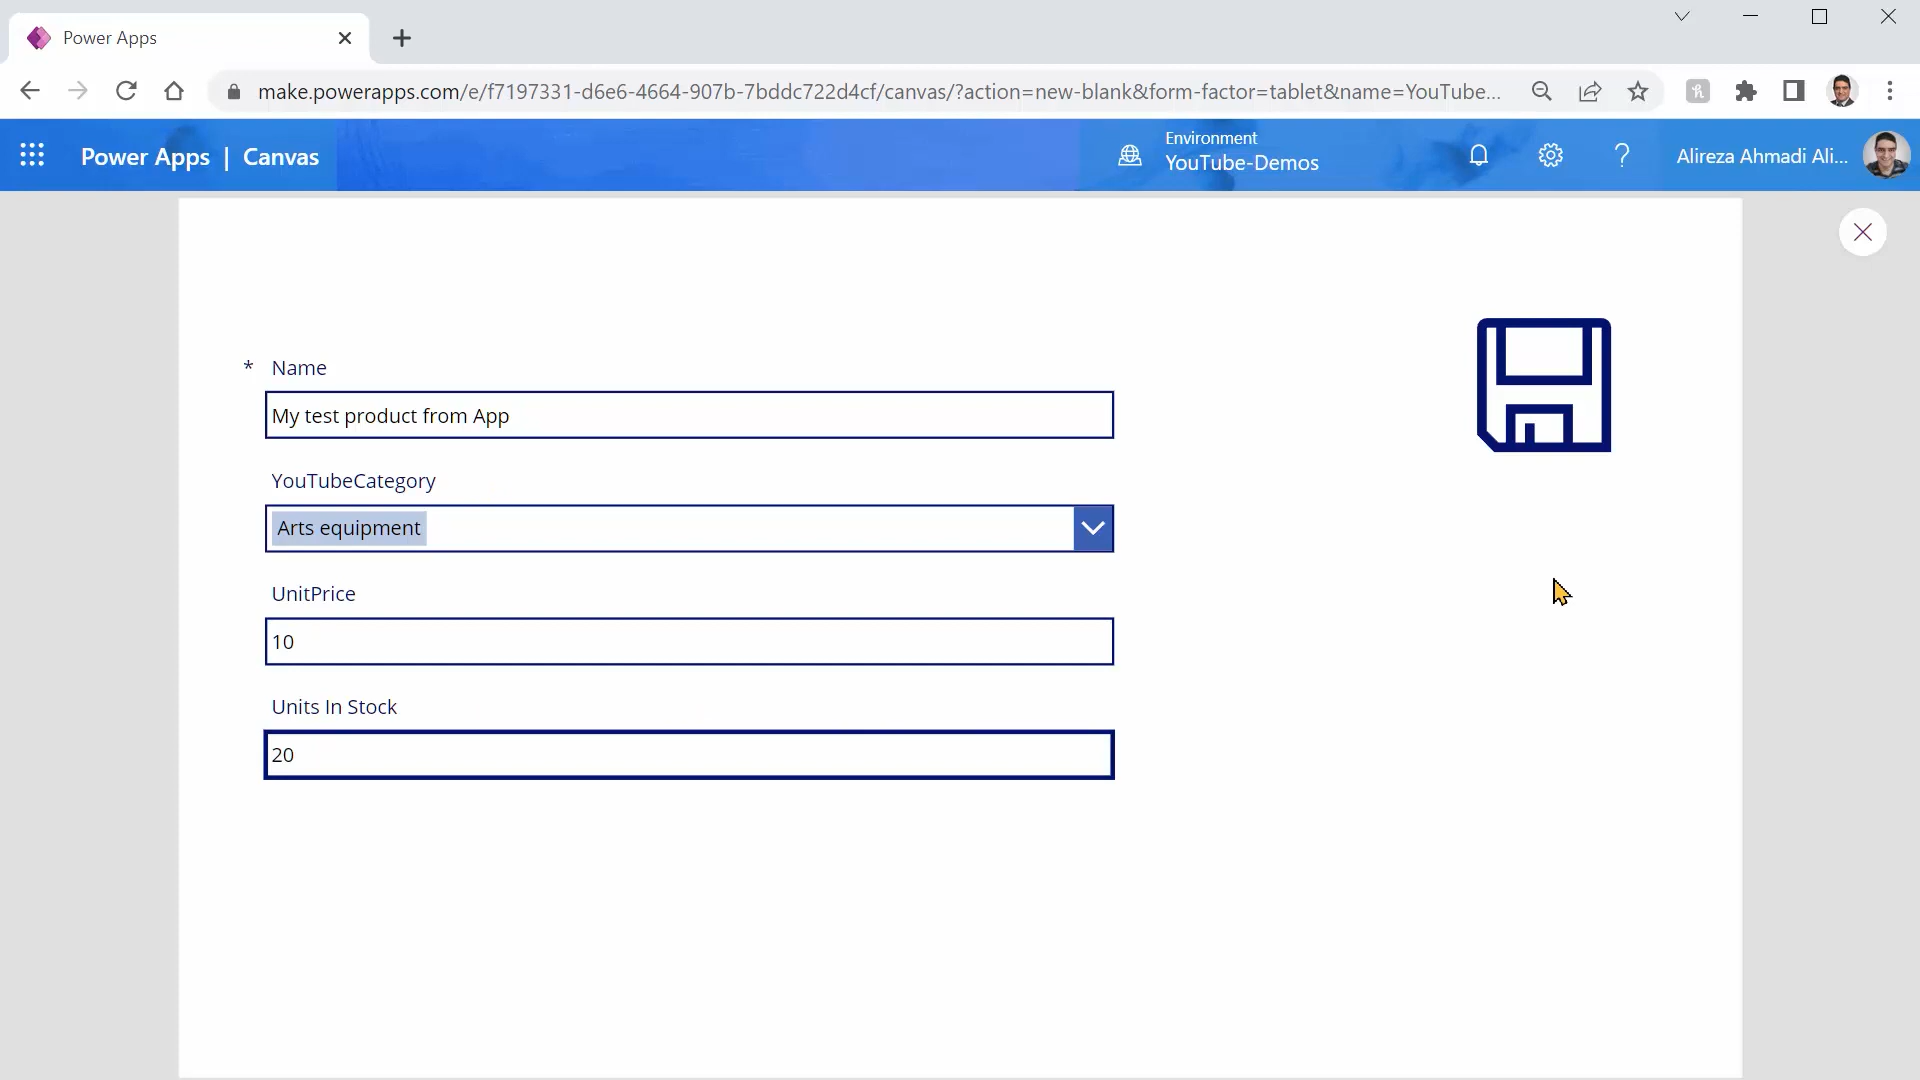 Power Apps
make.powerapps.com/e/f7197331-d6e6-4664-907b-7bddc722d4cf/canvas/?action=new-blank&form-factor=tablet&name=YouTube...
Power Apps | Canvas
Environment
YouTube-Demos
Alireza Ahmadi Ali...
* Name
My test product from App
YouTubeCategory
Arts equipment
UnitPrice
10
Units In Stock
20